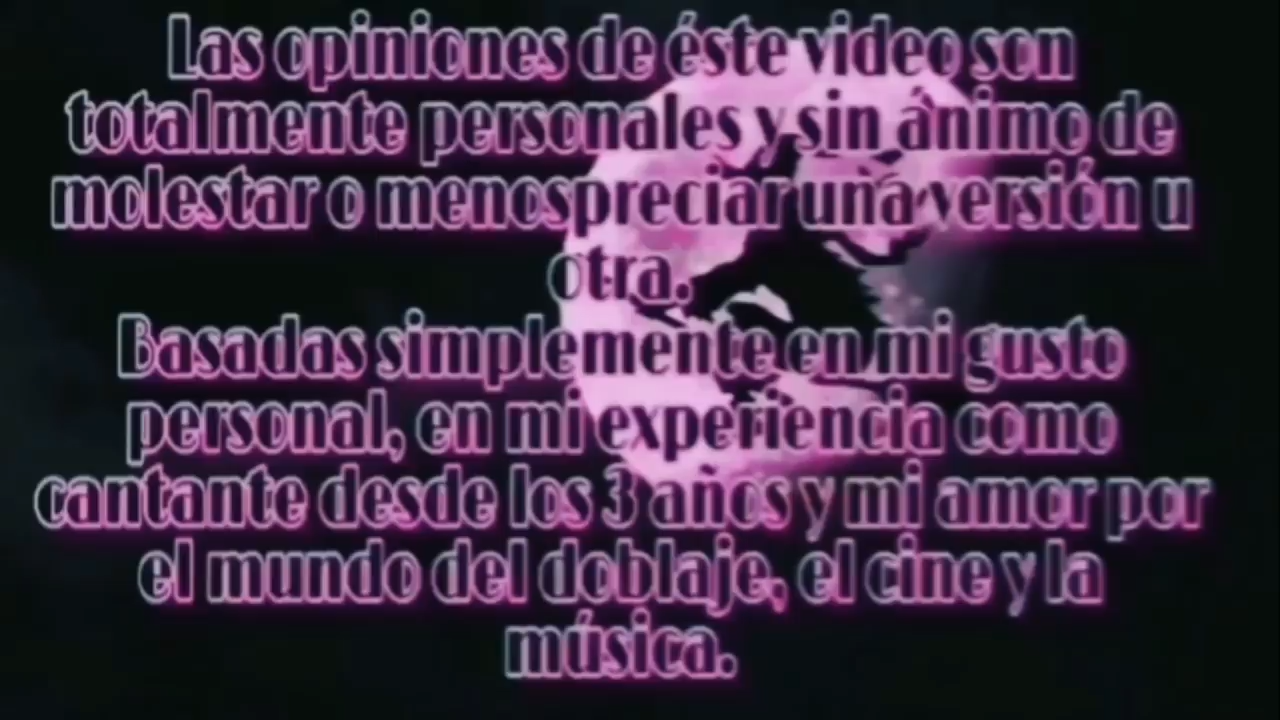 Las opiniones de éste video son
totalmente personales y sin ánimo de
molestar o menospreciar una versión u
otra.
Basadas simplemente en mi gusto
personal, en mi experiencia como
cantante desde los 3 años y mi amor por
el mundo del doblaje, el cine y la
música.